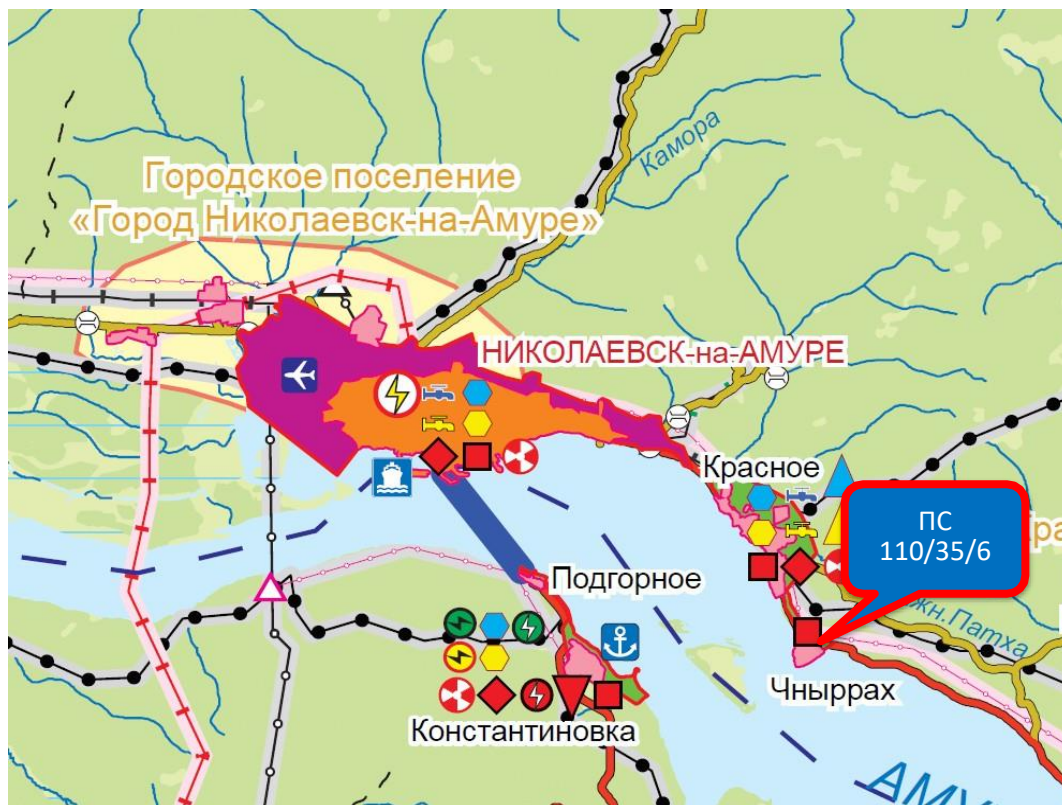 Камора
Городское поселение
«Город Николаевск-на-Амуре»
НИКОЛАЕВСК-на-АМУРЕ
Красное
ПС
110/35/6
Подгорное
Чныррах
Константиновка